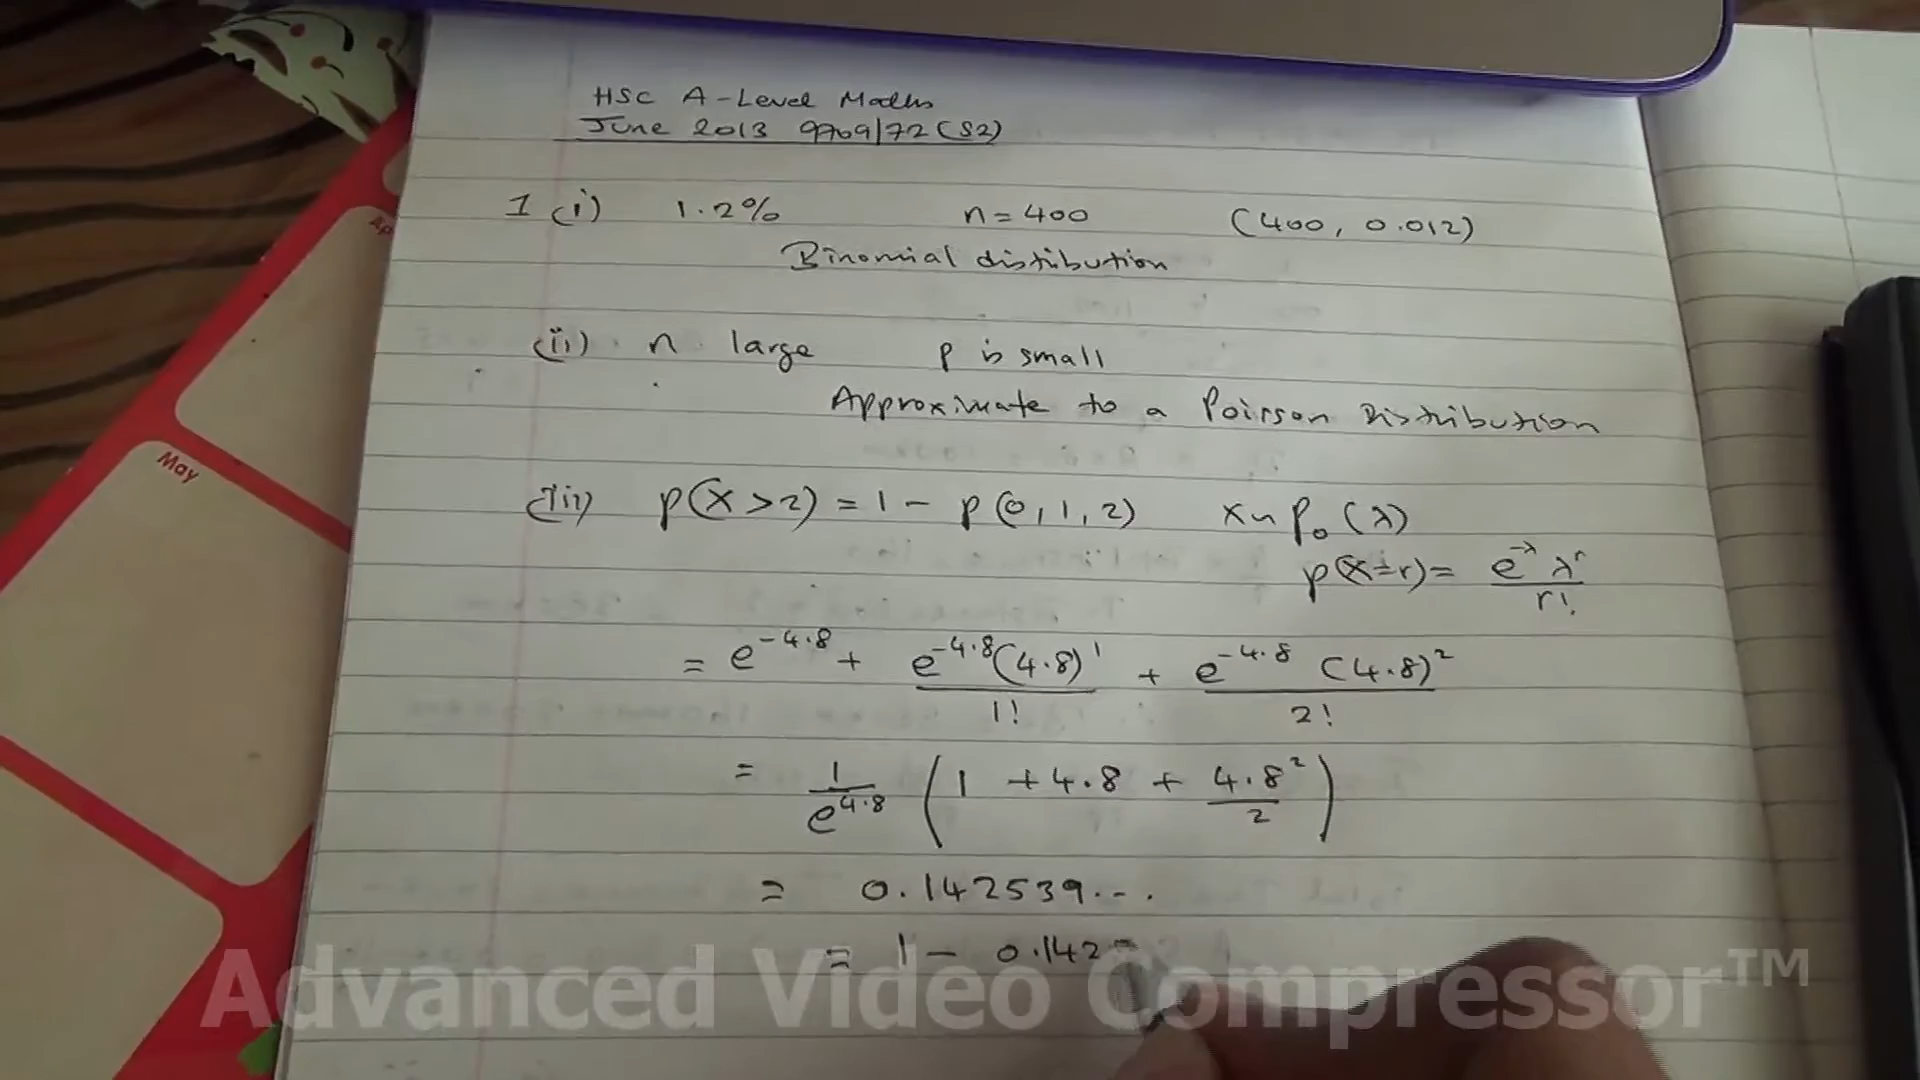 HSC A-Level Maths
June 2013 9709/72 (S2)
1 (i) 1.2% n = 400 (400, 0.012)
Binomial distribution
(ii) n large p is small
Approximate to a Poisson Distribution
(iii) P(X > 2) = 1 - P(0, 1, 2) X ~ Po (λ)
P(X=r) = e^-λ λ^r / r!
= e^-4.8 + e^-4.8 (4.8)^1 / 1! + e^-4.8 (4.8)^2 / 2!
= 1/e^4.8 (1 + 4.8 + 4.8^2 / 2)
= 0.142539...
= 1 - 0.142
Advanced Video Compressor™
Ap
May